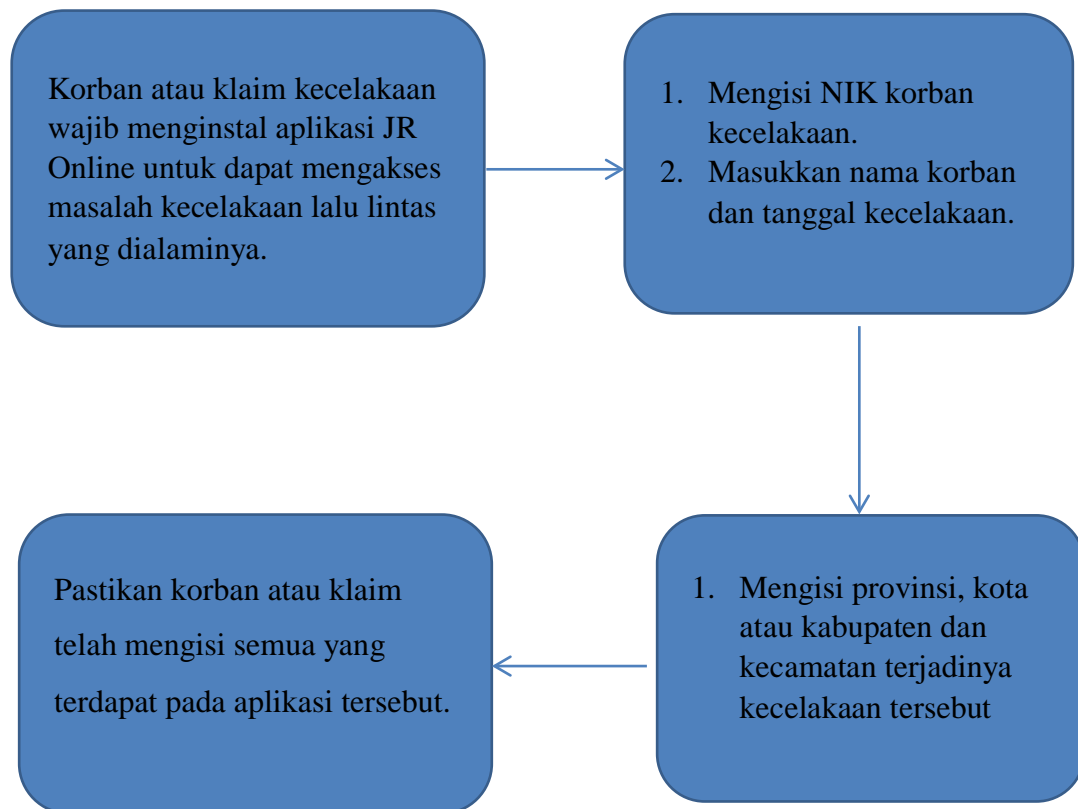 Korban atau klaim kecelakaan
wajib menginstal aplikasi JR
Online untuk dapat mengakses
masalah kecelakaan lalu lintas
yang dialaminya.
1. Mengisi NIK korban
kecelakaan.
2. Masukkan nama korban
dan tanggal kecelakaan.
1. Mengisi provinsi, kota
atau kabupaten dan
kecamatan terjadinya
kecelakaan tersebut
Pastikan korban atau klaim
telah mengisi semua yang
terdapat pada aplikasi tersebut.